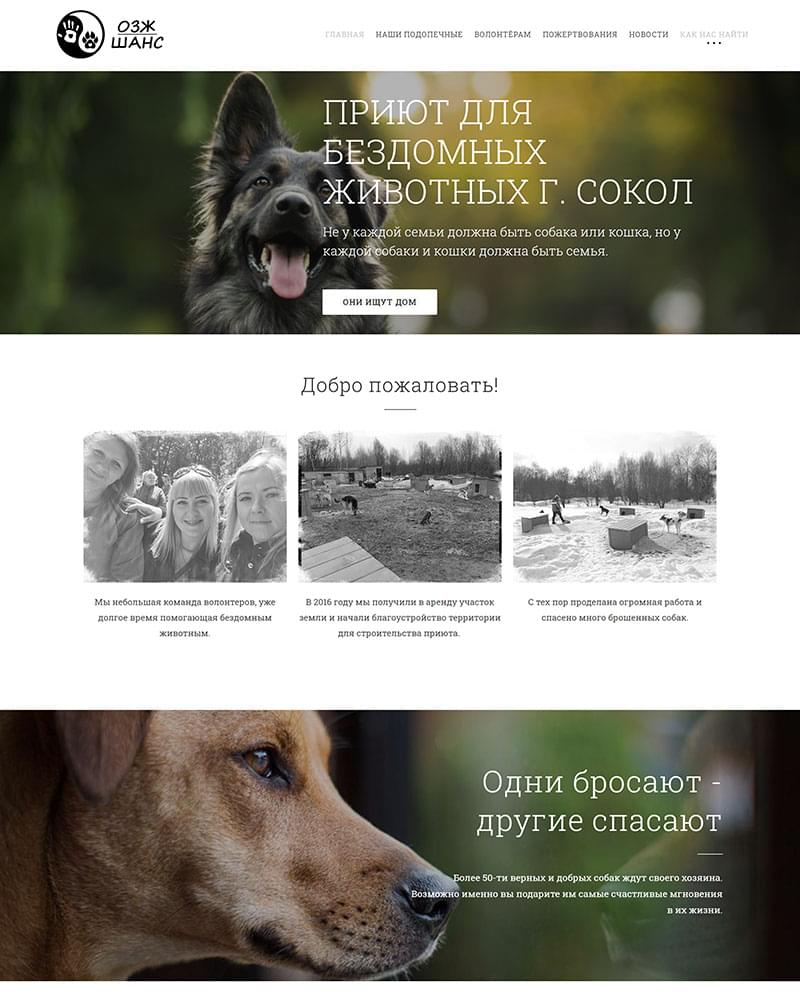 ОЗЖ
ШАНС
ГЛАВНАЯ НАШИ ПОДОПЕЧНЫЕ ВОЛОНТЁРАМ ПОЖЕРТВОВАНИЯ НОВОСТИ КАК НАС НАЙТИ
...
ПРИЮТ ДЛЯ
БЕЗДОМНЫХ
ЖИВОТНЫХ Г. СОКОЛ
Не у каждой семьи должна быть собака или кошка, но у
каждой собаки и кошки должна быть семья.
ОНИ ИЩУТ ДОМ
Добро пожаловать!
Мы небольшая команда волонтеров, уже
долгое время помогающая бездомным
животным.
В 2016 году мы получили в аренду участок
земли и начали благоустройство территории
для строительства приюта.
С тех пор проделана огромная работа и
спасено много брошенных собак.
Одни бросают -
другие спасают
Более 50-ти верных и добрых собак ждут своего хозяина.
Возможно именно вы подарите им самые счастливые мгновения
в их жизни.